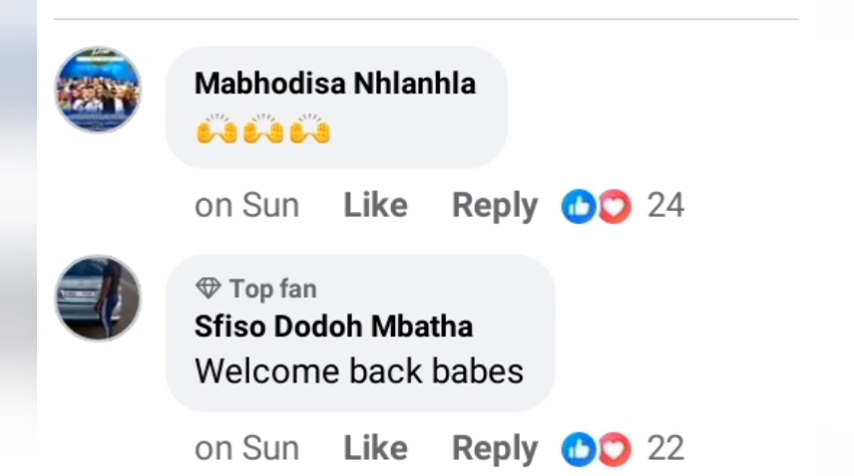 Mabhodisa Nhlanhla
🙌🙌🙌
on Sun Like Reply 24
Top fan
Sfiso Dodoh Mbatha
Welcome back babes
on Sun Like Reply 22